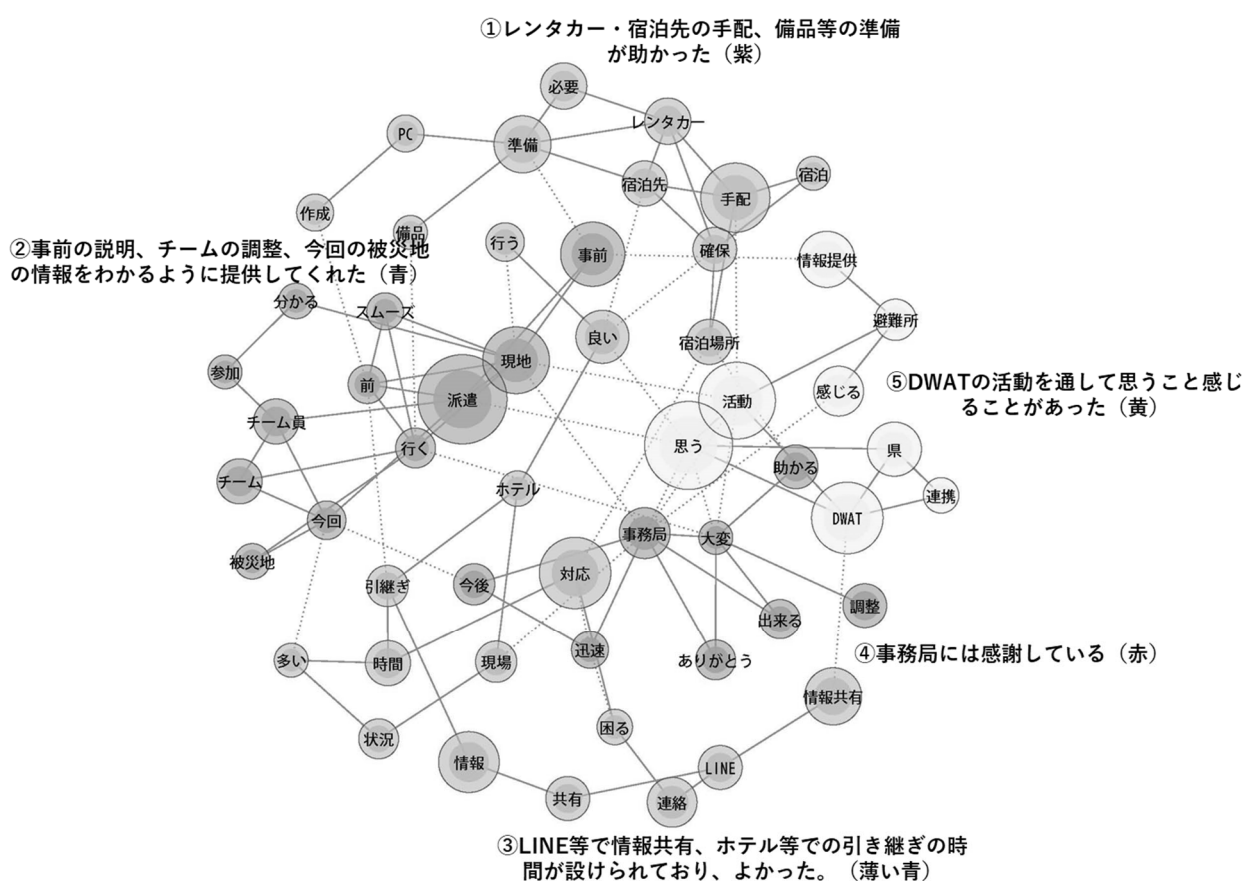 ①レンタカー・宿泊先の手配、備品等の準備
が助かった（紫）
必要
レンタカー
PC
準備
宿泊
宿泊先
手配
作成
備品
行う
事前
確保
情報提供
②事前の説明、チームの調整、今回の被災地
の情報をわかるように提供してくれた（青）
分かる
スムーズ
避難所
良い
宿泊場所
現地
参加
前
派遣
活動
感じる
⑤DWATの活動を通して思うこと感じ
ることがあった（黄）
チーム員
行く
思う
県
助かる
チーム
ホテル
連携
今回
DWAT
事務局
大変
被災地
引継ぎ
今後
対応
調整
出来る
多い
時間
現場
迅速
ありがとう
④事務局には感謝している（赤）
情報共有
困る
状況
情報
LINE
共有
連絡
③LINE等で情報共有、ホテル等での引き継ぎの時
間が設けられており、よかった。（薄い青）